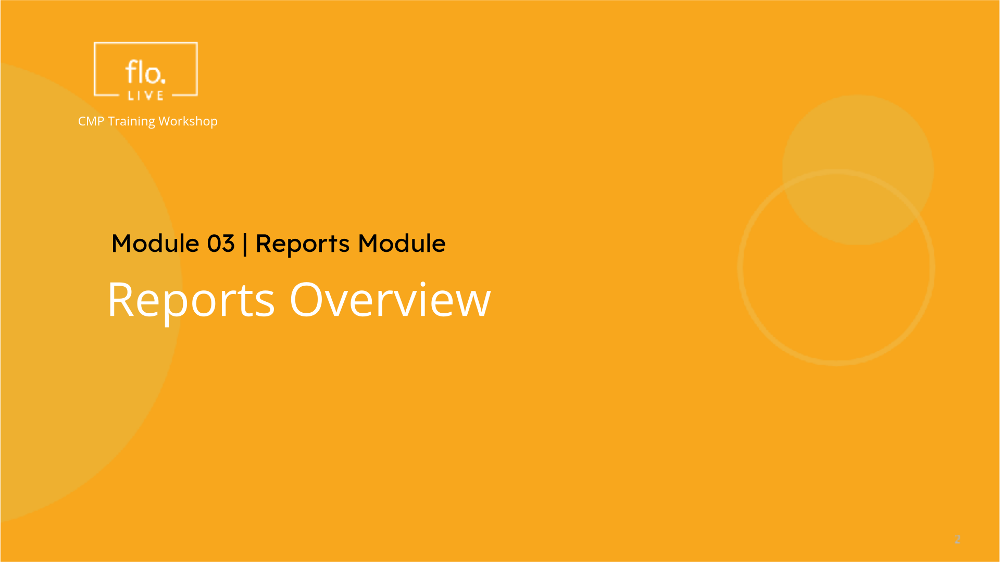 flo.
LIVE
CMP Training Workshop
Module 03 | Reports Module
Reports Overview
2